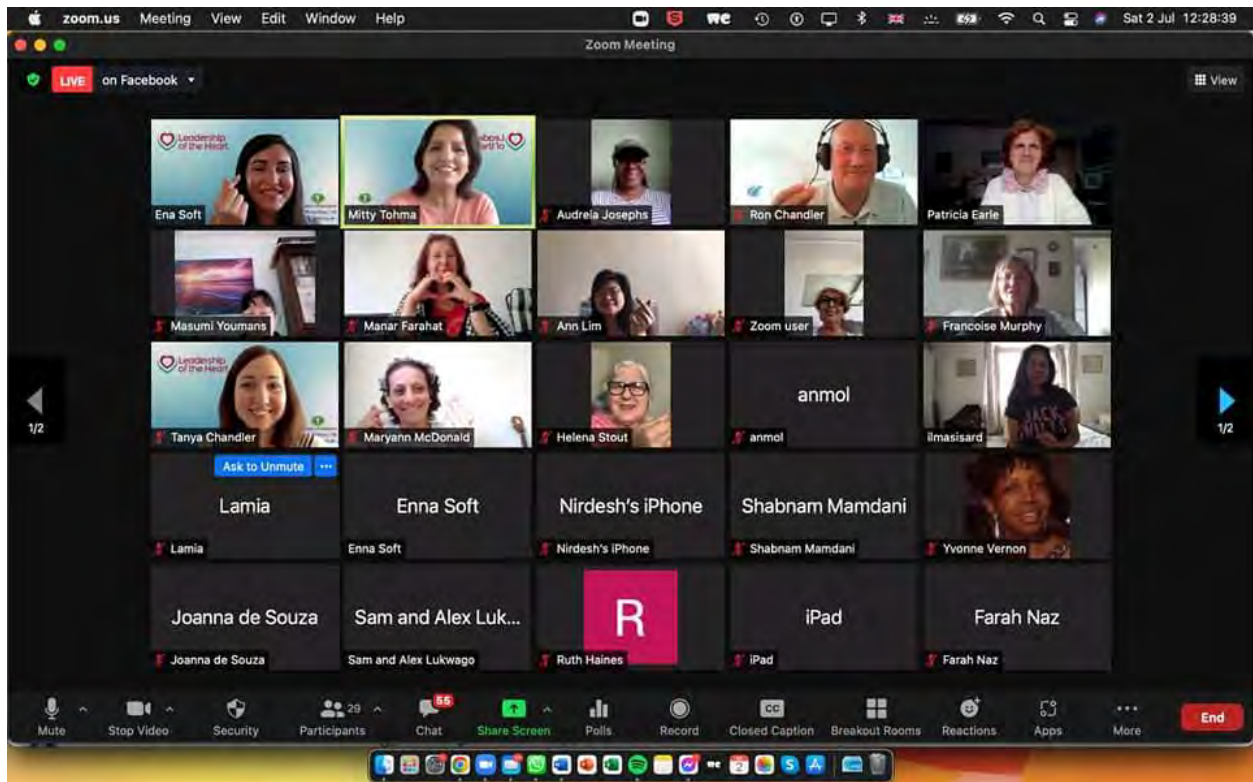 zoom.us Meeting View Edit Window Help
Sat 2 Jul 12:28:39
Zoom Meeting
LIVE on Facebook
View
Leadership
of the Heart
Ena Soft
Mitty Tohma
Audreia Josephs
Ron Chandler
Patricia Earle
Masumi Youmans
Manar Farahat
Ann Lim
Zoom user
Francoise Murphy
1/2
1/2
Leadership
of the Heart
Tanya Chandler
Maryann McDonald
Helena Stout
anmol
anmol
JACK
ilmasisard
Ask to Unmute
Lamia
Lamia
Enna Soft
Enna Soft
Nirdesh's iPhone
Nirdesh's iPhone
Shabnam Mamdani
Shabnam Mamdani
Yvonne Vernon
Joanna de Souza
Joanna de Souza
Sam and Alex Luk...
Sam and Alex Lukwago
R
Ruth Haines
iPad
iPad
Farah Naz
Farah Naz
Mute
Stop Video
Security
29
Participants
55
Chat
Share Screen
Polls
Record
CC
Closed Caption
Breakout Rooms
Reactions
Apps
More
End